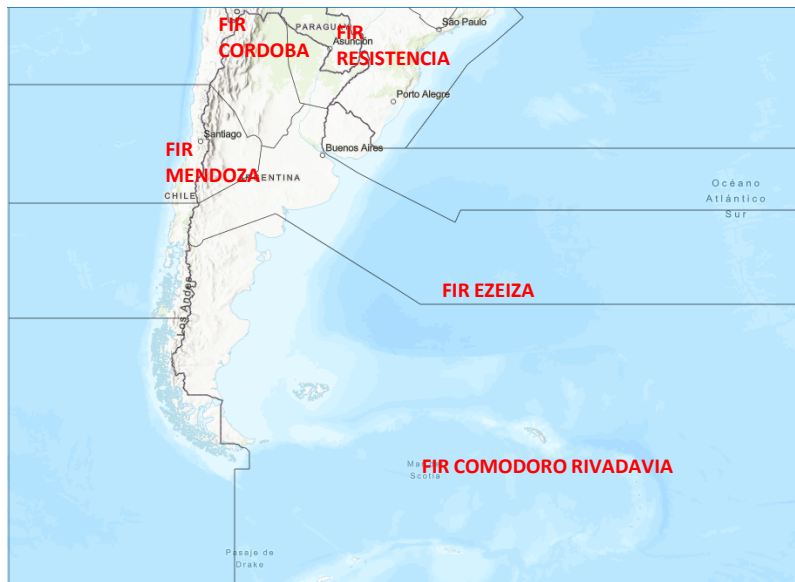 FIR
CORDOBA
PARAGUAY
FIR
RESISTENCIA
Asunción
São Paulo
Porto Alegre
Santiago
FIR
MENDOZA
Buenos Aires
ARGENTINA
CHILE
Océano
Atlántico
Sur
Los Andes
FIR EZEIZA
FIR COMODORO RIVADAVIA
Scotia
Pasaje de
Drake